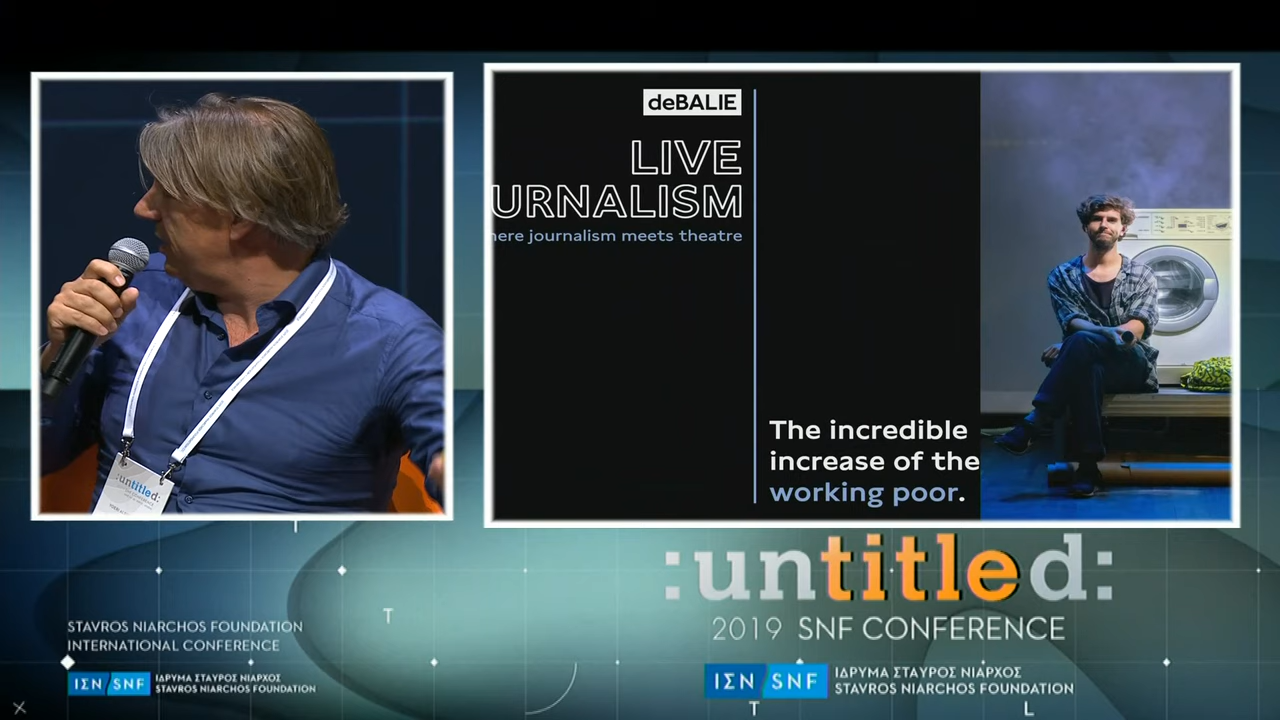 :untitled:
deBALIE
LIVE
URNALISM
here journalism meets theatre
The incredible
increase of the
working poor.
:untitled:
2019 SNF CONFERENCE
STAVROS NIARCHOS FOUNDATION
INTERNATIONAL CONFERENCE
ΙΣΝ/SNF
ΙΔΡΥΜΑ ΣΤΑΥΡΟΣ ΝΙΑΡΧΟΣ
STAVROS NIARCHOS FOUNDATION
ΙΣΝ/SNF
ΙΔΡΥΜΑ ΣΤΑΥΡΟΣ ΝΙΑΡΧΟΣ
STAVROS NIARCHOS FOUNDATION
T
T
L